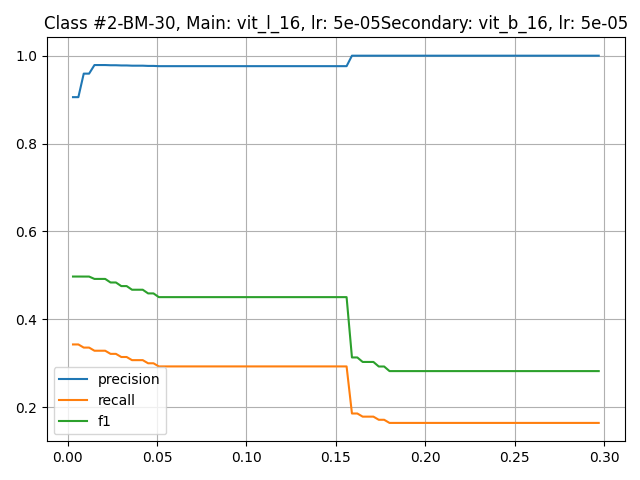 Class #2-BM-30, Main: vit_l_16, lr: 5e-05Secondary: vit_b_16, lr: 5e-05
1.0
0.8
0.6
0.4
0.2
precision
recall
f1
0.00 0.05 0.10 0.15 0.20 0.25 0.30